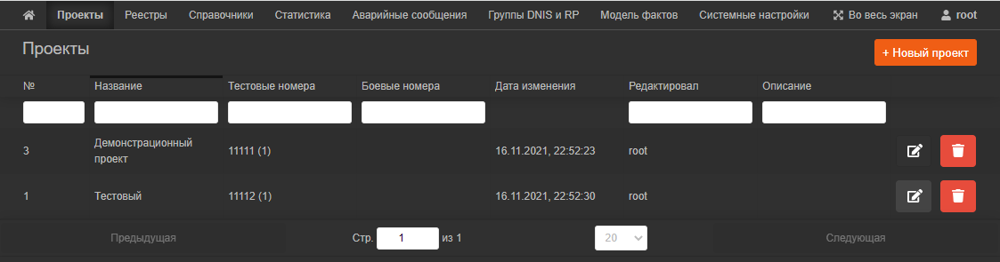 Проекты Реестры Справочники Статистика Аварийные сообщения Группы DNIS и RP Модель фактов Системные настройки Во весь экран root
Проекты + Новый проект
№ Название Тестовые номера Боевые номера Дата изменения Редактировал Описание
3 Демонстрационный проект 11111 (1) 16.11.2021, 22:52:23 root
1 Тестовый 11112 (1) 16.11.2021, 22:52:30 root
Предыдущая Стр. 1 из 1 20 Следующая